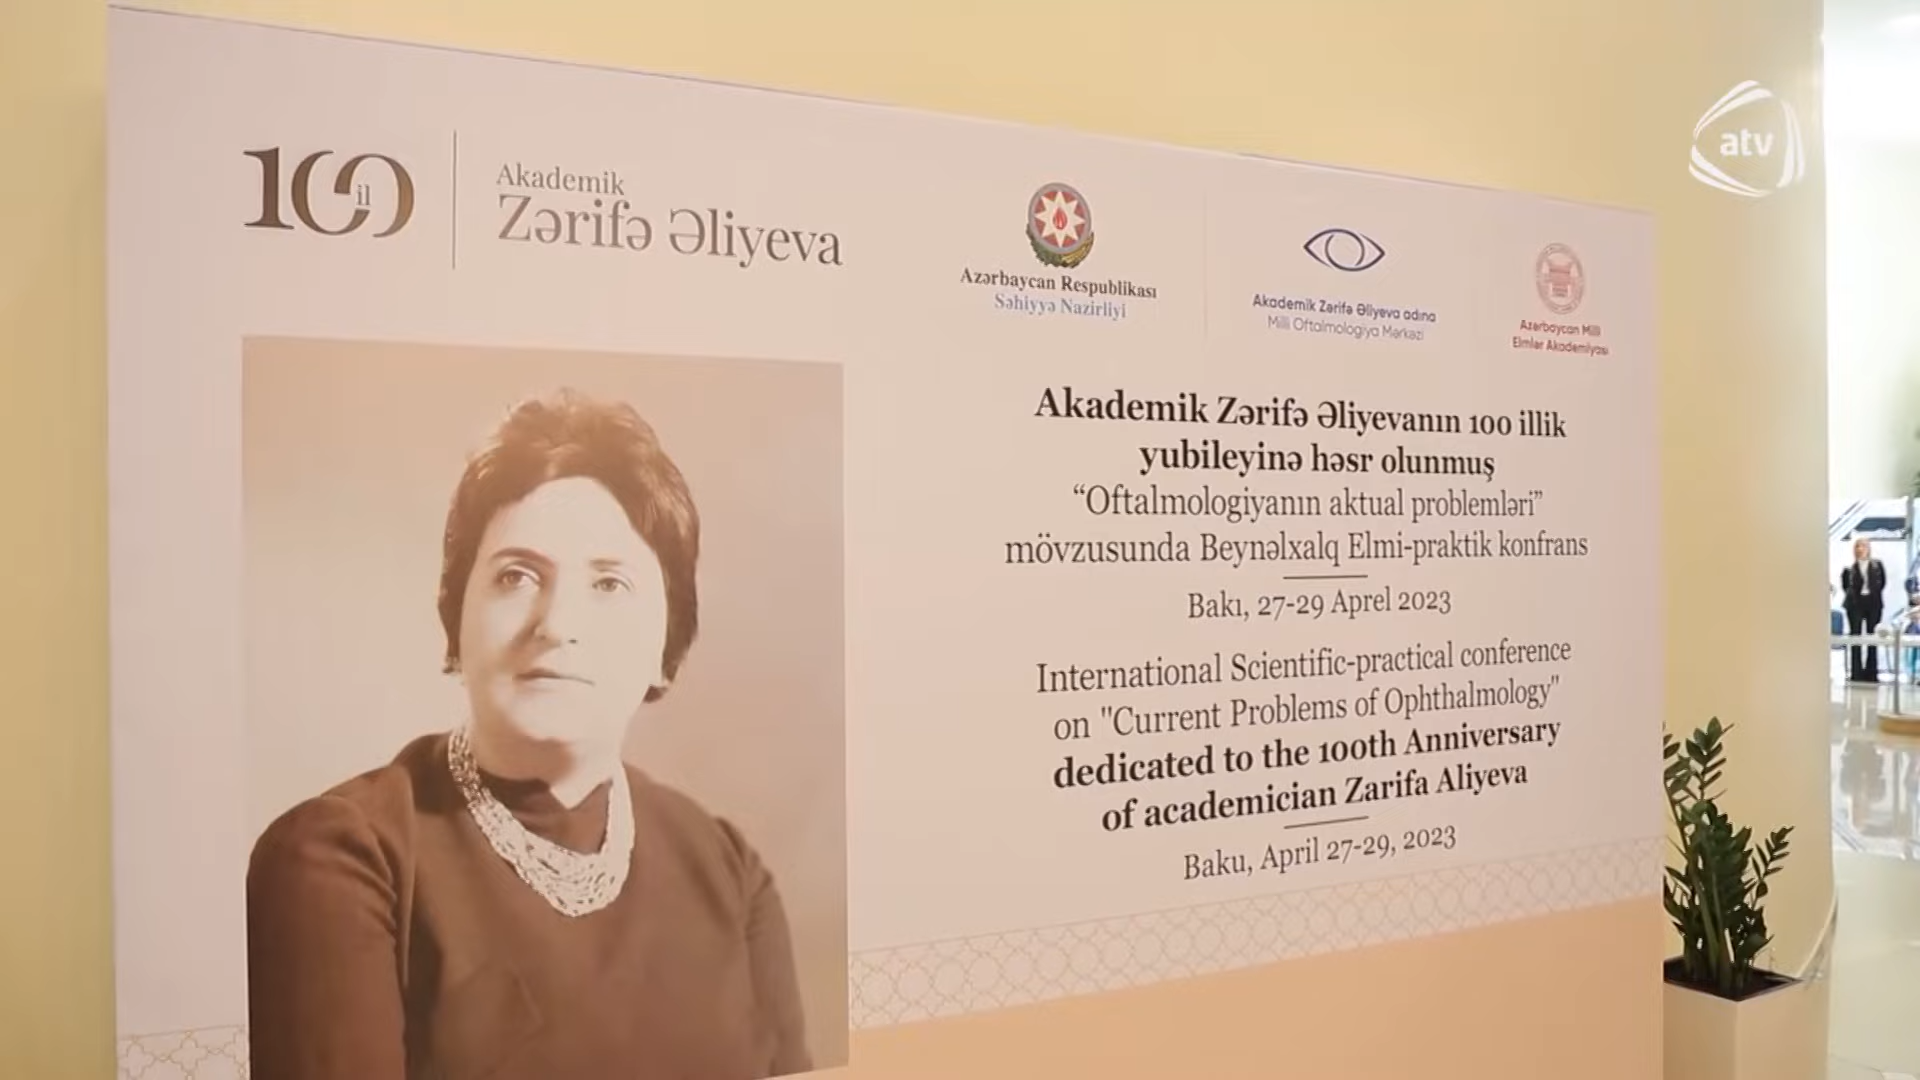 100 il
Akademik
Zərifə Əliyeva
Azərbaycan Respublikası
Səhiyyə Nazirliyi
Akademik Zərifə Əliyeva adına
Milli Oftalmologiya Mərkəzi
Azərbaycan Milli
Elmlər Akademiyası
atv
Akademik Zərifə Əliyevanın 100 illik
yubileyinə həsr olunmuş
“Oftalmologiyanın aktual problemləri”
mövzusunda Beynəlxalq Elmi-praktik konfrans
Bakı, 27-29 Aprel 2023
International Scientific-practical conference
on "Current Problems of Ophthalmology"
dedicated to the 100th Anniversary
of academician Zarifa Aliyeva
Baku, April 27-29, 2023